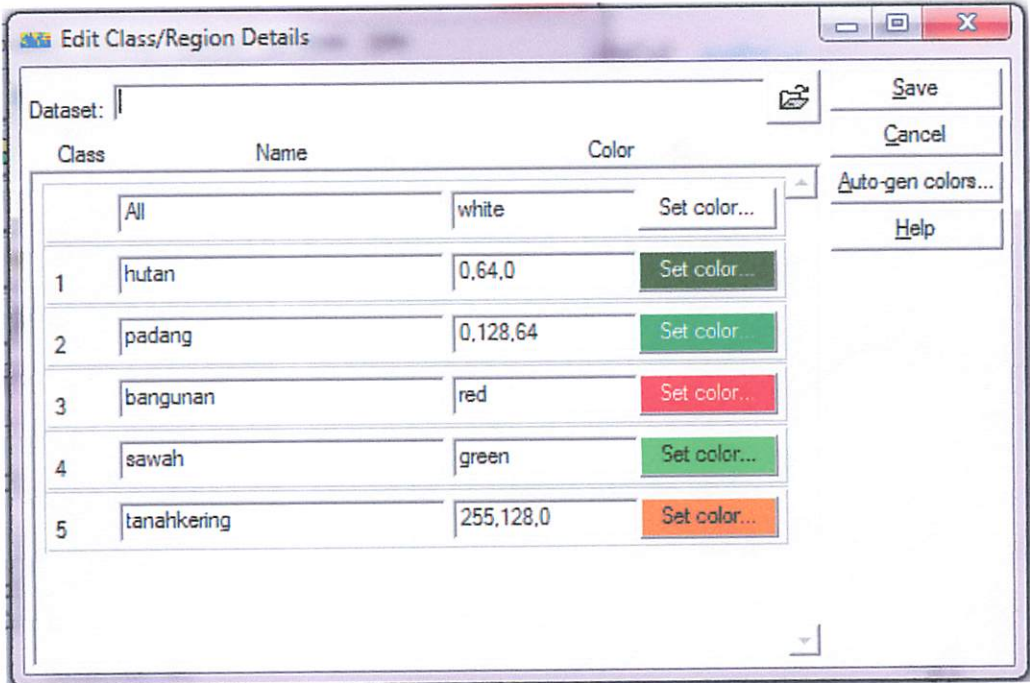 Edit Class/Region Details
Dataset:
Save
Cancel
Auto-gen colors...
Help
Class Name Color
All white Set color...
1 hutan 0,64,0 Set color...
2 padang 0,128,64 Set color...
3 bangunan red Set color...
4 sawah green Set color...
5 tanahkering 255,128,0 Set color...